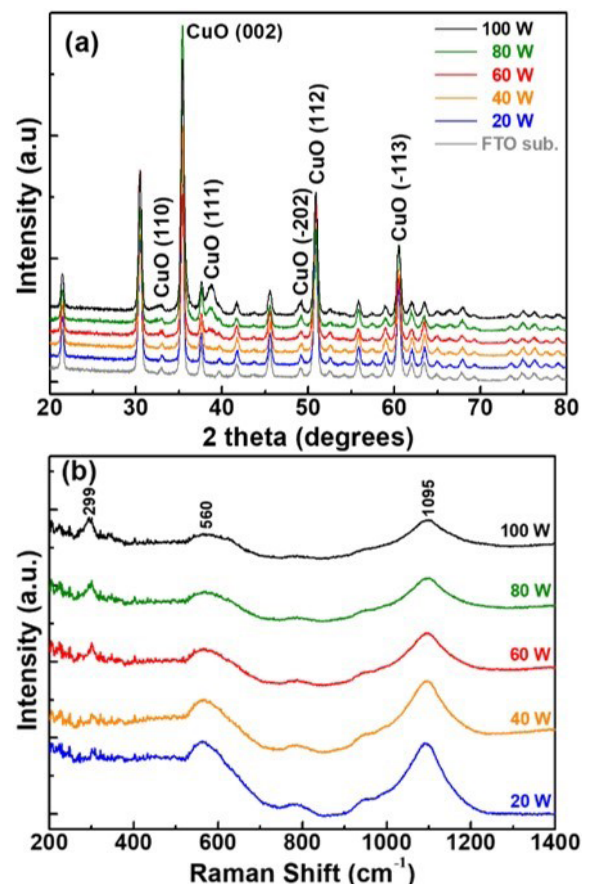 (a)
CuO (002)
100 W
80 W
60 W
40 W
20 W
FTO sub.
CuO (110)
CuO (111)
CuO (-202)
CuO (112)
CuO (-113)
Intensity (a.u)
20 30 40 50 60 70 80
2 theta (degrees)
(b)
299
560
1095
100 W
80 W
60 W
40 W
20 W
Intensity (a.u.)
200 400 600 800 1000 1200 1400
Raman Shift (cm⁻¹)